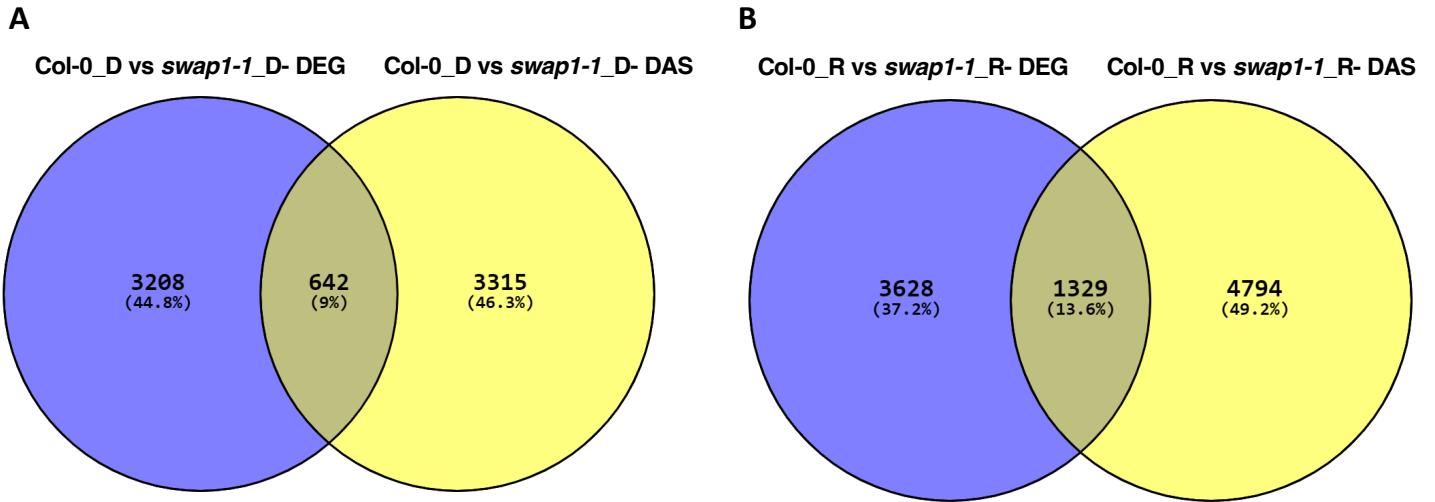 A
Col-0_D vs swap1-1_D- DEG
Col-0_D vs swap1-1_D- DAS
3208
(44.8%)
642
(9%)
3315
(46.3%)
B
Col-0_R vs swap1-1_R- DEG
Col-0_R vs swap1-1_R- DAS
3628
(37.2%)
1329
(13.6%)
4794
(49.2%)